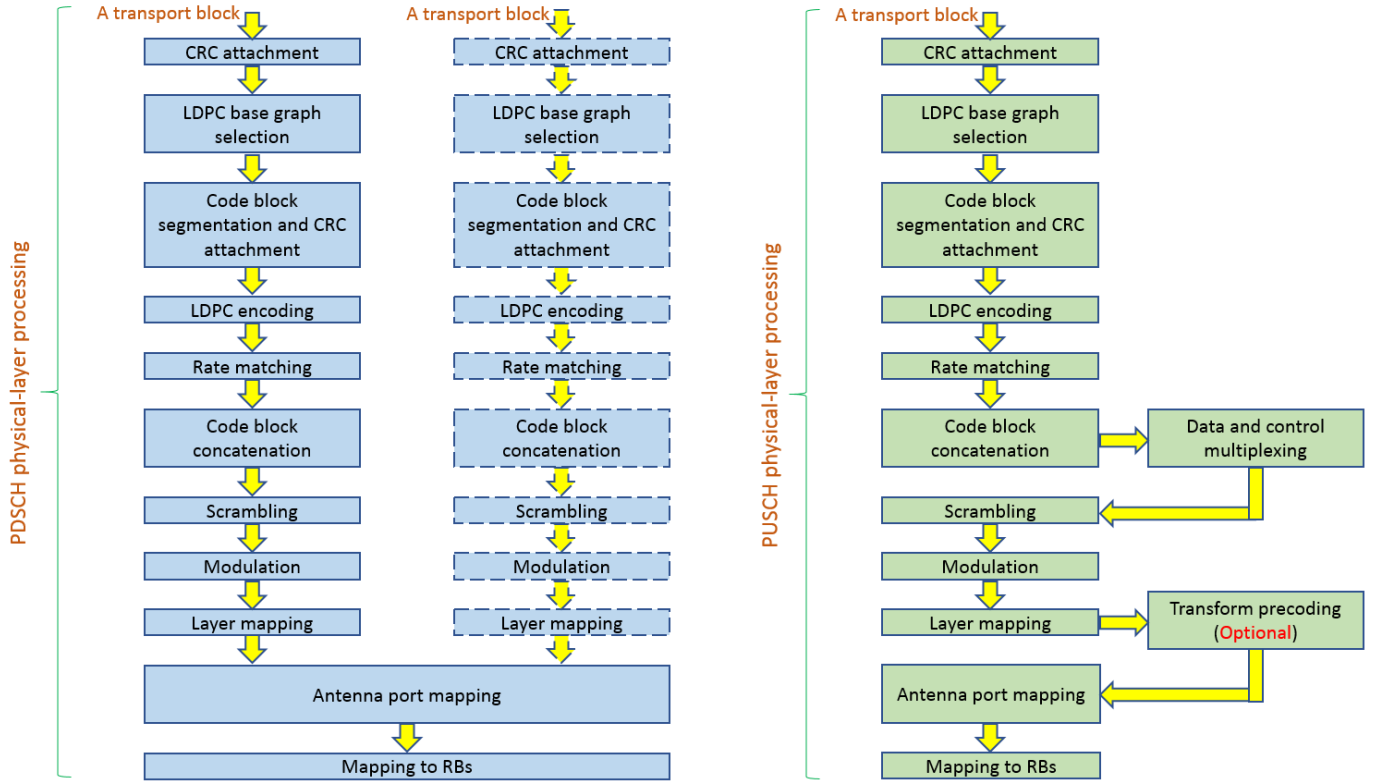 PDSCH physical-layer processing
A transport block
CRC attachment
LDPC base graph
selection
Code block
segmentation and CRC
attachment
LDPC encoding
Rate matching
Code block
concatenation
Scrambling
Modulation
Layer mapping
A transport block
CRC attachment
LDPC base graph
selection
Code block
segmentation and CRC
attachment
LDPC encoding
Rate matching
Code block
concatenation
Scrambling
Modulation
Layer mapping
Antenna port mapping
Mapping to RBs
PUSCH physical-layer processing
A transport block
CRC attachment
LDPC base graph
selection
Code block
segmentation and CRC
attachment
LDPC encoding
Rate matching
Code block
concatenation
Data and control
multiplexing
Scrambling
Modulation
Layer mapping
Transform precoding
(Optional)
Antenna port mapping
Mapping to RBs